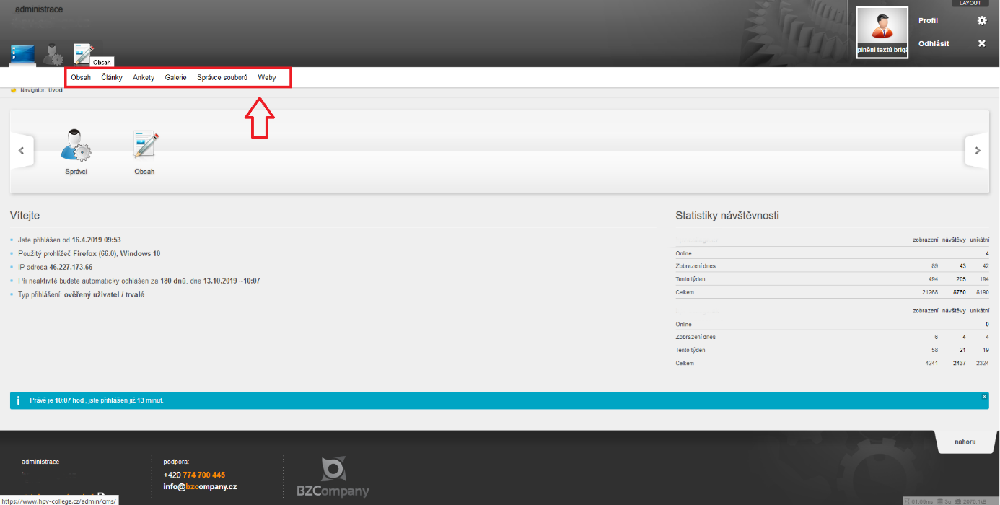 administrace
LAYOUT
Profil
plnění textů brigá
Odhlásit
Obsah
Obsah Články Ankety Galerie Správce souborů Weby
Navigátor: Úvod
Správci
Obsah
Vítejte
Jste přihlášen od 16.4.2019 09:53
Použitý prohlížeč Firefox (66.0), Windows 10
IP adresa 46.227.173.66
Při neaktivitě budete automaticky odhlášen za 180 dnů, dne 13.10.2019 ~10:07
Typ přihlášení: ověřený uživatel / trvalé
Statistiky návštěvnosti
zobrazení návštěvy unikátní
Online 4
Zobrazení dnes 89 43 42
Tento týden 494 205 194
Celkem 21268 8760 8190
zobrazení návštěvy unikátní
Online 0
Zobrazení dnes 6 4 4
Tento týden 58 21 19
Celkem 4241 2437 2324
Právě je 10:07 hod , jste přihlášen již 13 minut.
nahoru
administrace
podpora:
+420 774 700 445
info@bzcompany.cz
BZCompany
https://www.hpv-college.cz/admin/cms/
61.69ms 3q 2070.1kB